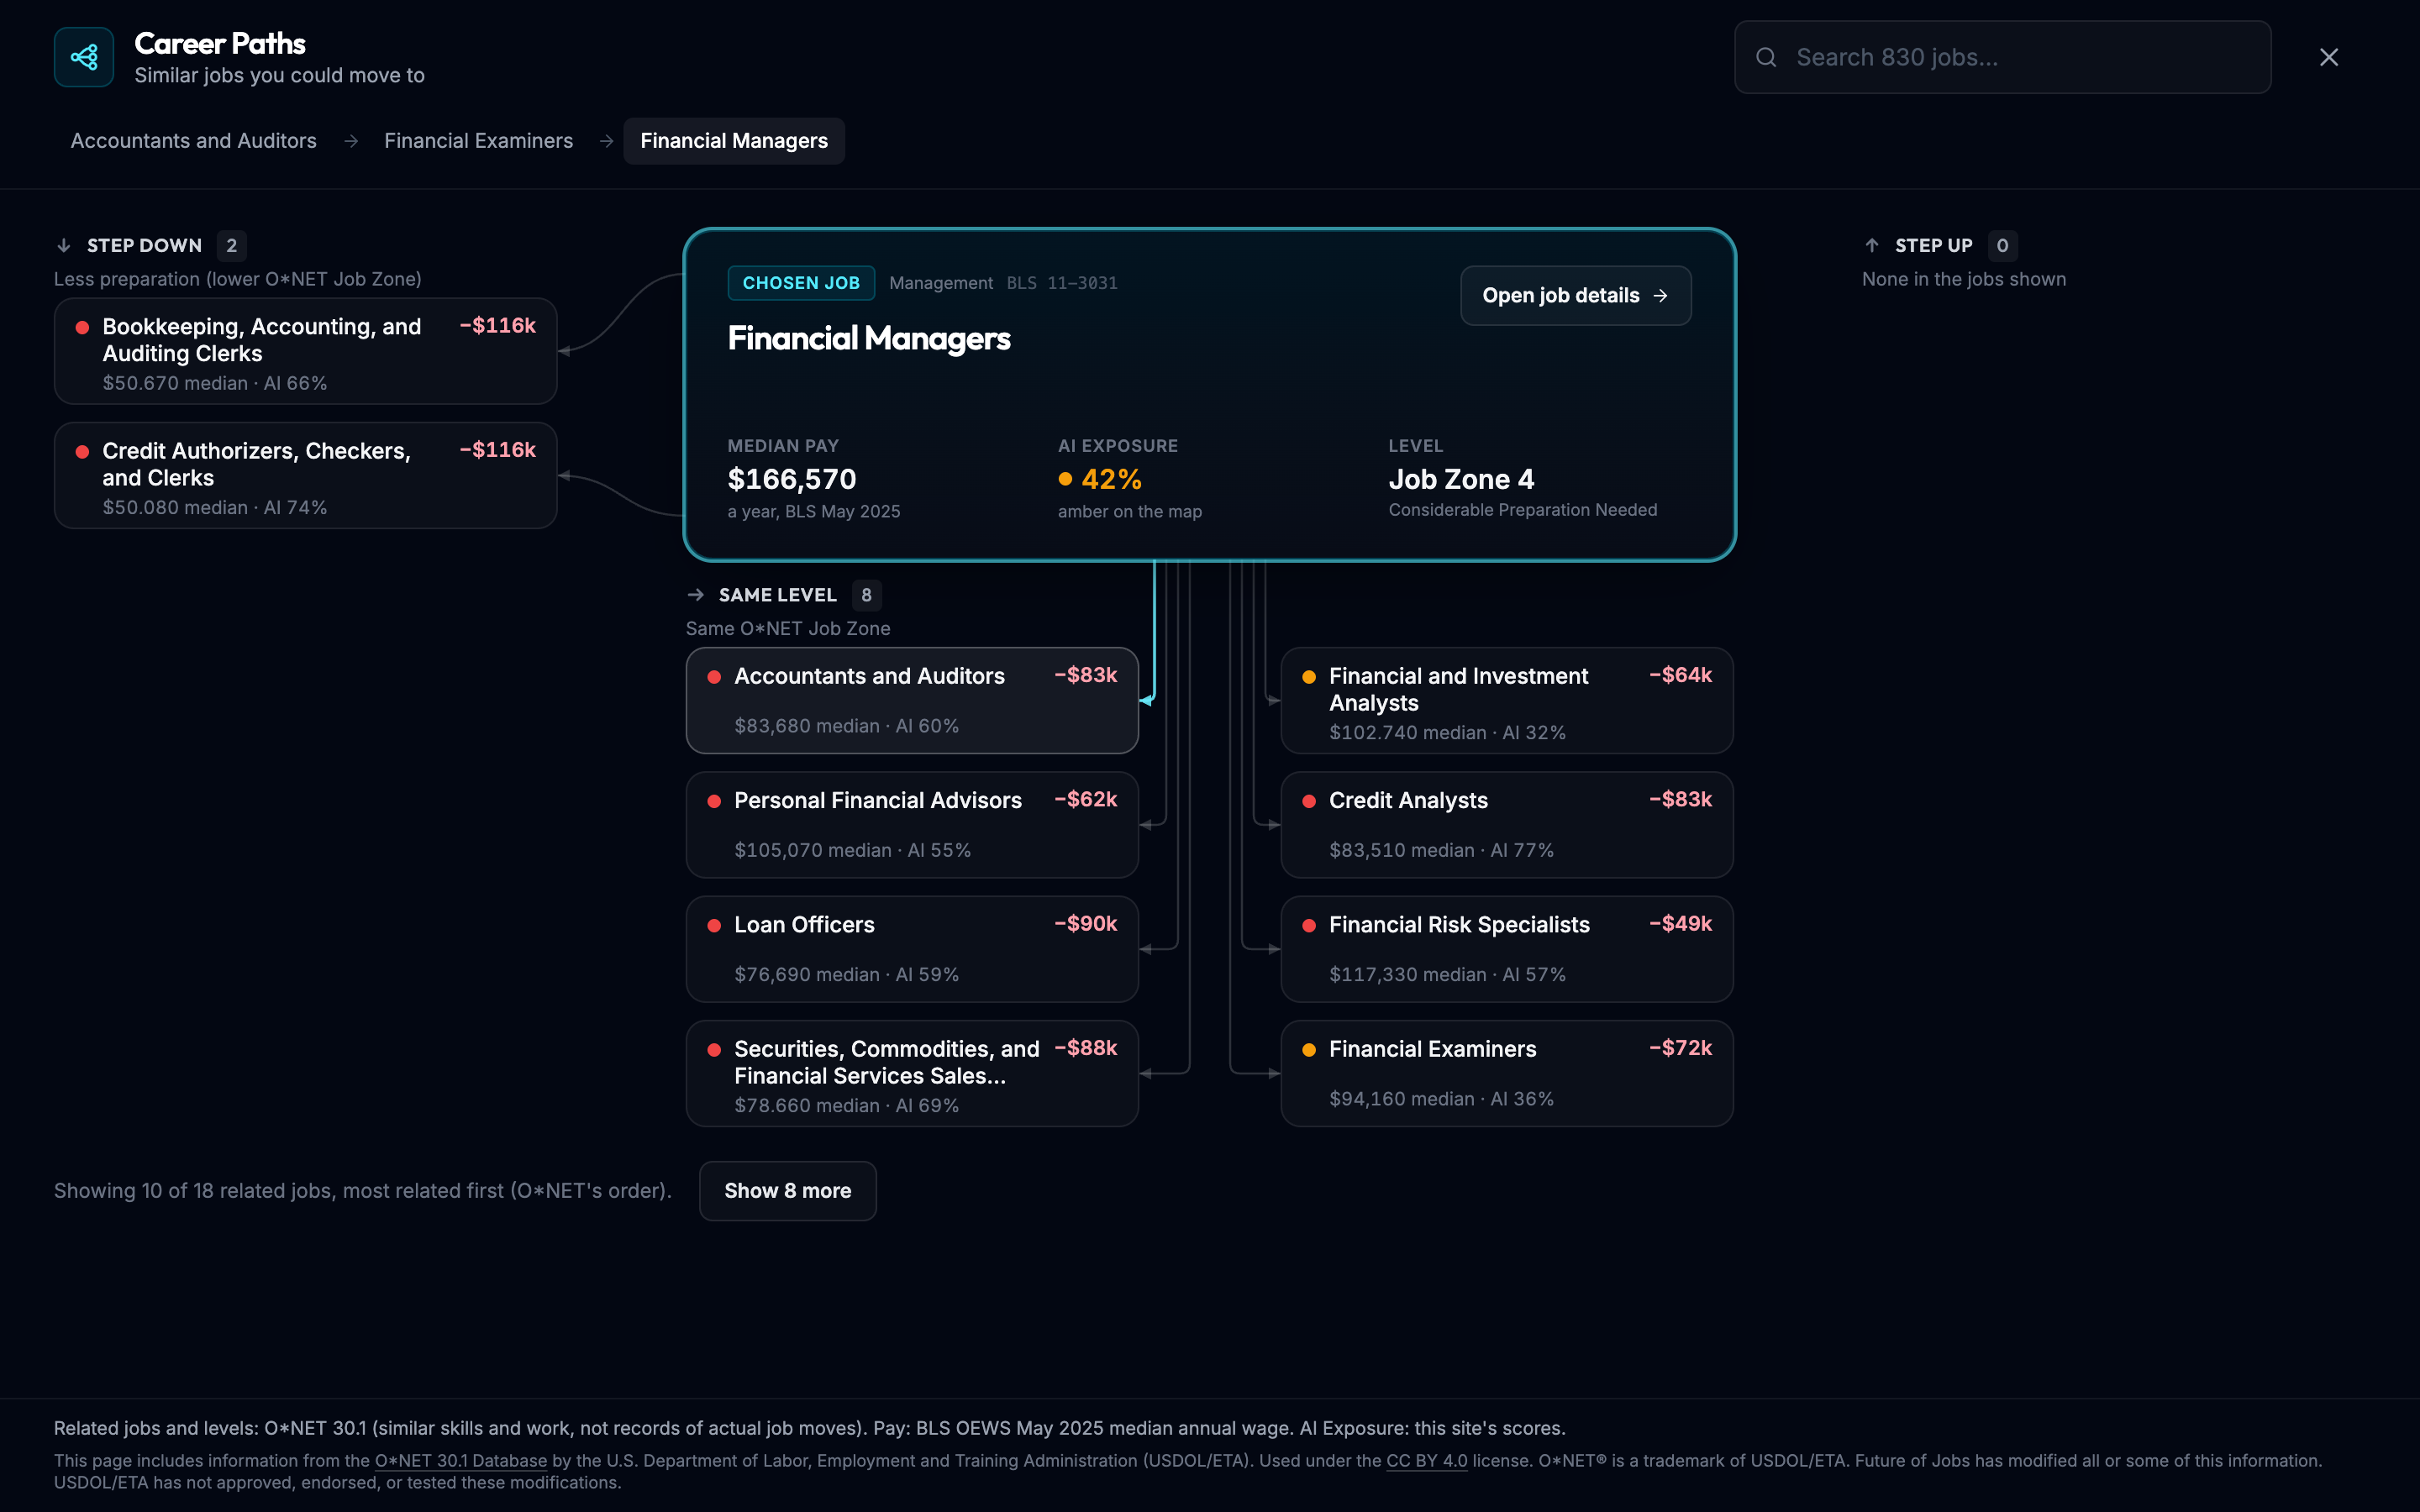 Career Paths
Similar jobs you could move to
Search 830 jobs...
Accountants and Auditors
Financial Examiners
Financial Managers
STEP DOWN 2
Less preparation (lower O*NET Job Zone)
Bookkeeping, Accounting, and
Auditing Clerks
−$116k
$50,670 median · AI 66%
Credit Authorizers, Checkers,
and Clerks
−$116k
$50,080 median · AI 74%
CHOSEN JOB Management BLS 11-3031
Open job details
Financial Managers
MEDIAN PAY
$166,570
a year, BLS May 2025
AI EXPOSURE
42%
amber on the map
LEVEL
Job Zone 4
Considerable Preparation Needed
STEP UP 0
None in the jobs shown
SAME LEVEL 8
Same O*NET Job Zone
Accountants and Auditors −$83k
$83,680 median · AI 60%
Financial and Investment
Analysts
−$64k
$102,740 median · AI 32%
Personal Financial Advisors −$62k
$105,070 median · AI 55%
Credit Analysts −$83k
$83,510 median · AI 77%
Loan Officers −$90k
$76,690 median · AI 59%
Financial Risk Specialists −$49k
$117,330 median · AI 57%
Securities, Commodities, and
Financial Services Sales...
−$88k
$78,660 median · AI 69%
Financial Examiners −$72k
$94,160 median · AI 36%
Showing 10 of 18 related jobs, most related first (O*NET's order).
Show 8 more
Related jobs and levels: O*NET 30.1 (similar skills and work, not records of actual job moves). Pay: BLS OEWS May 2025 median annual wage. AI Exposure: this site's scores.
This page includes information from the O*NET 30.1 Database by the U.S. Department of Labor, Employment and Training Administration (USDOL/ETA). Used under the CC BY 4.0 license. O*NET® is a trademark of USDOL/ETA. Future of Jobs has modified all or some of this information.
USDOL/ETA has not approved, endorsed, or tested these modifications.